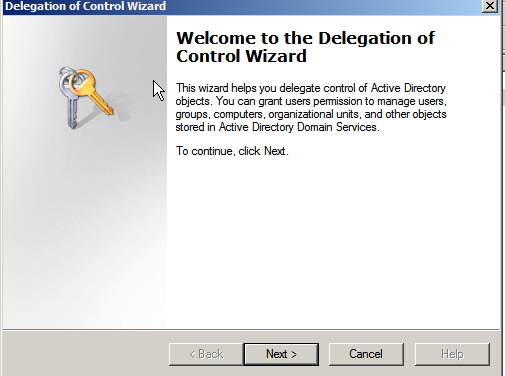 Delegation of Control Wizard
Welcome to the Delegation of
Control Wizard
This wizard helps you delegate control of Active Directory
objects. You can grant users permission to manage users,
groups, computers, organizational units, and other objects
stored in Active Directory Domain Services.
To continue, click Next.
< Back Next > Cancel Help